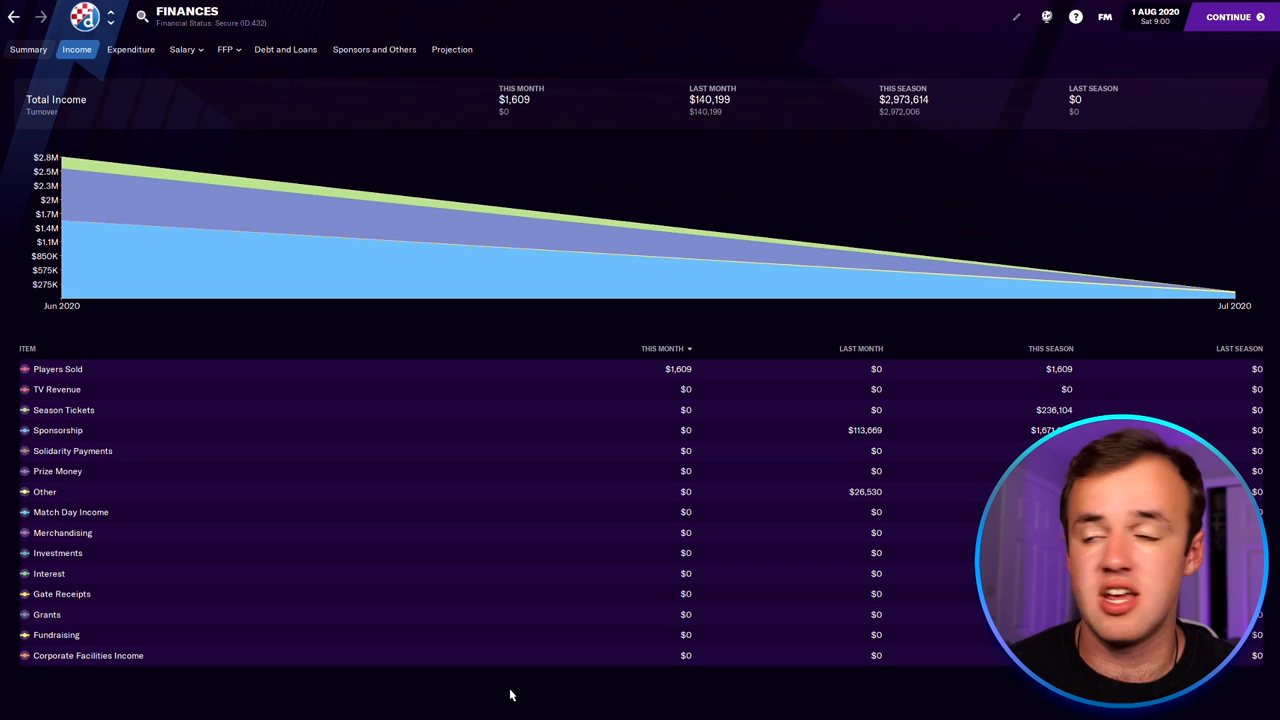 FINANCES
Financial Status: Secure (ID:432)
FM
1 AUG 2020
Sat 9:00
CONTINUE
Summary Income Expenditure Salary FFP Debt and Loans Sponsors and Others Projection
THIS MONTH LAST MONTH THIS SEASON LAST SEASON
Total Income $1,609 $140,199 $2,973,614 $0
Turnover $0 $140,199 $2,972,006 $0
$2.8M
$2.5M
$2.3M
$2M
$1.7M
$1.4M
$1.1M
$850K
$575K
$275K
Jun 2020 Jul 2020
ITEM THIS MONTH LAST MONTH THIS SEASON LAST SEASON
Players Sold $1,609 $0 $1,609 $0
TV Revenue $0 $0 $0 $0
Season Tickets $0 $0 $236,104 $0
Sponsorship $0 $113,669 $0
Solidarity Payments $0 $0 $0
Prize Money $0 $0 $0
Other $0 $26,530 $0
Match Day Income $0 $0 $0
Merchandising $0 $0
Investments $0 $0
Interest $0 $0
Gate Receipts $0 $0
Grants $0 $0 $0
Fundraising $0 $0 $0
Corporate Facilities Income $0 $0 $0